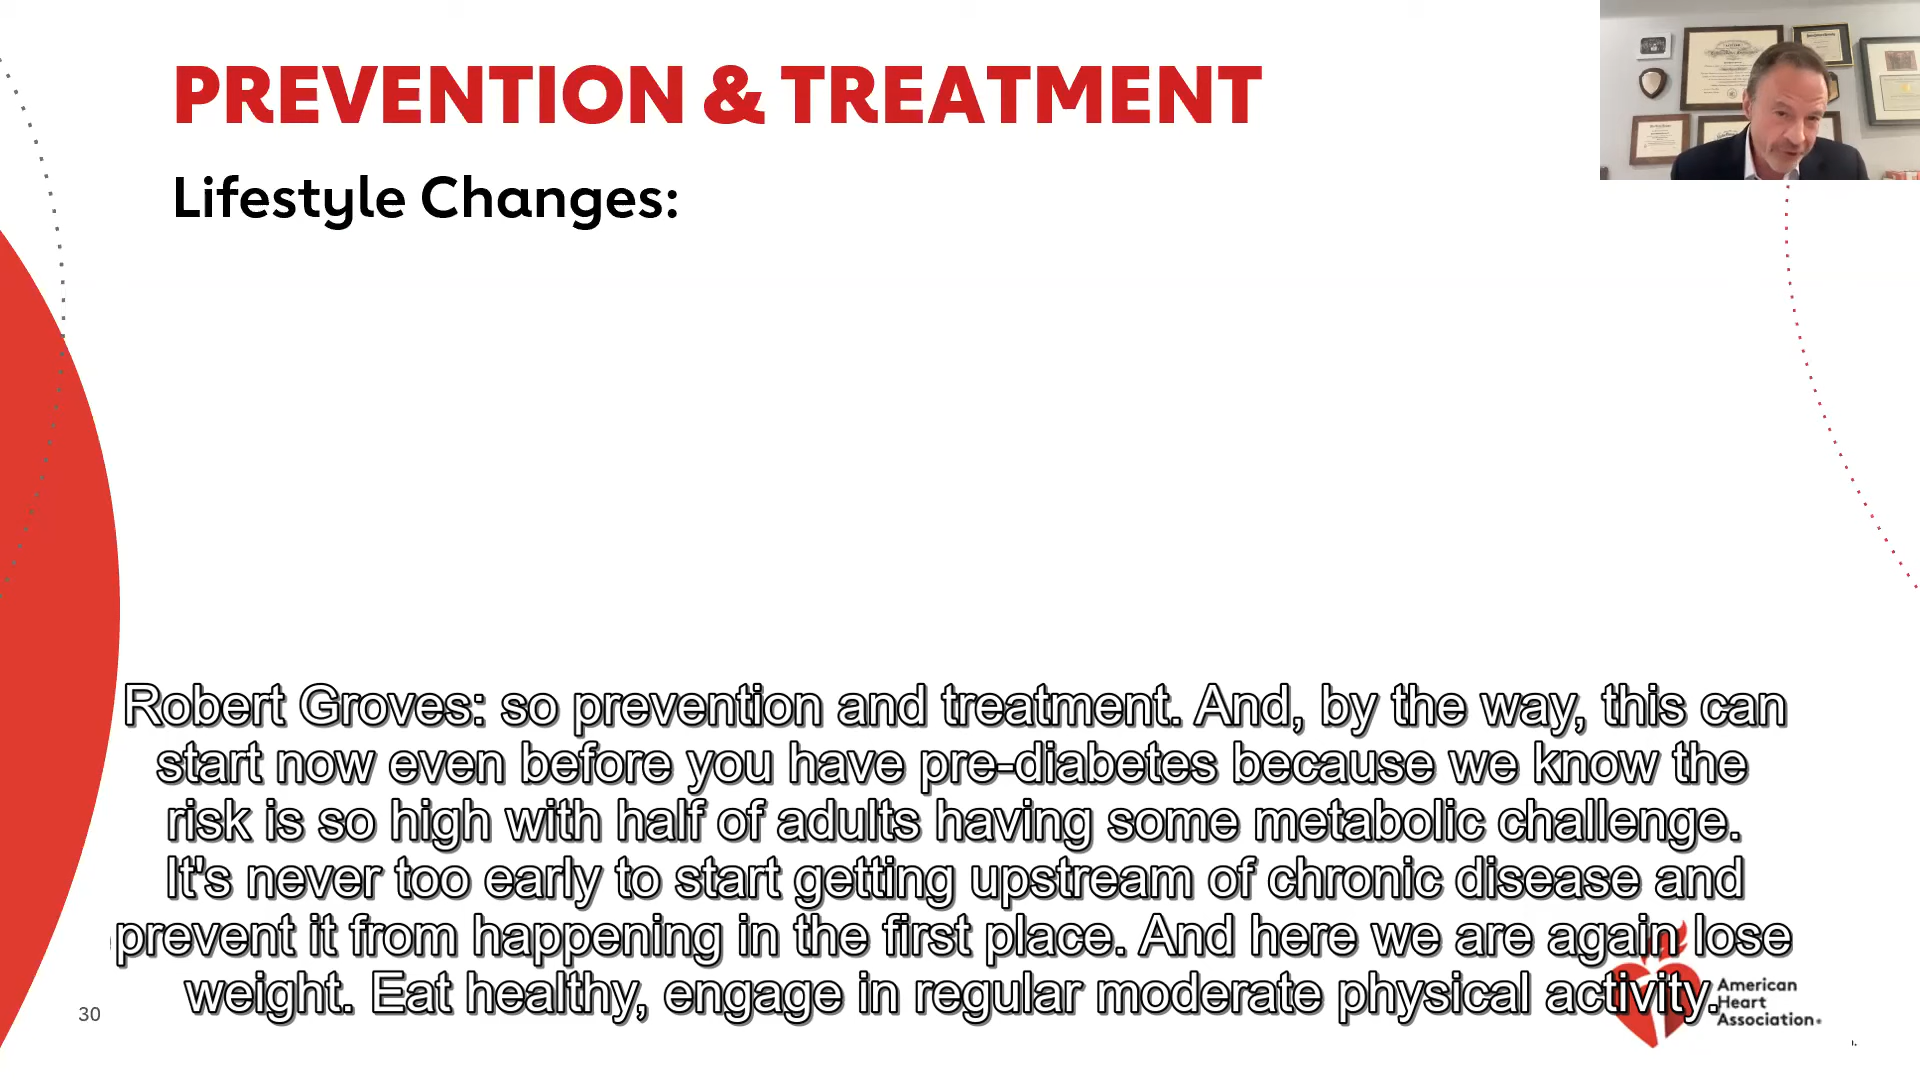 PREVENTION & TREATMENT
Lifestyle Changes:
Robert Groves: so prevention and treatment. And, by the way, this can
start now even before you have pre-diabetes because we know the
risk is so high with half of adults having some metabolic challenge.
It's never too early to start getting upstream of chronic disease and
prevent it from happening in the first place. And here we are again lose
weight. Eat healthy, engage in regular moderate physical activity.
30
American
Heart
Association®